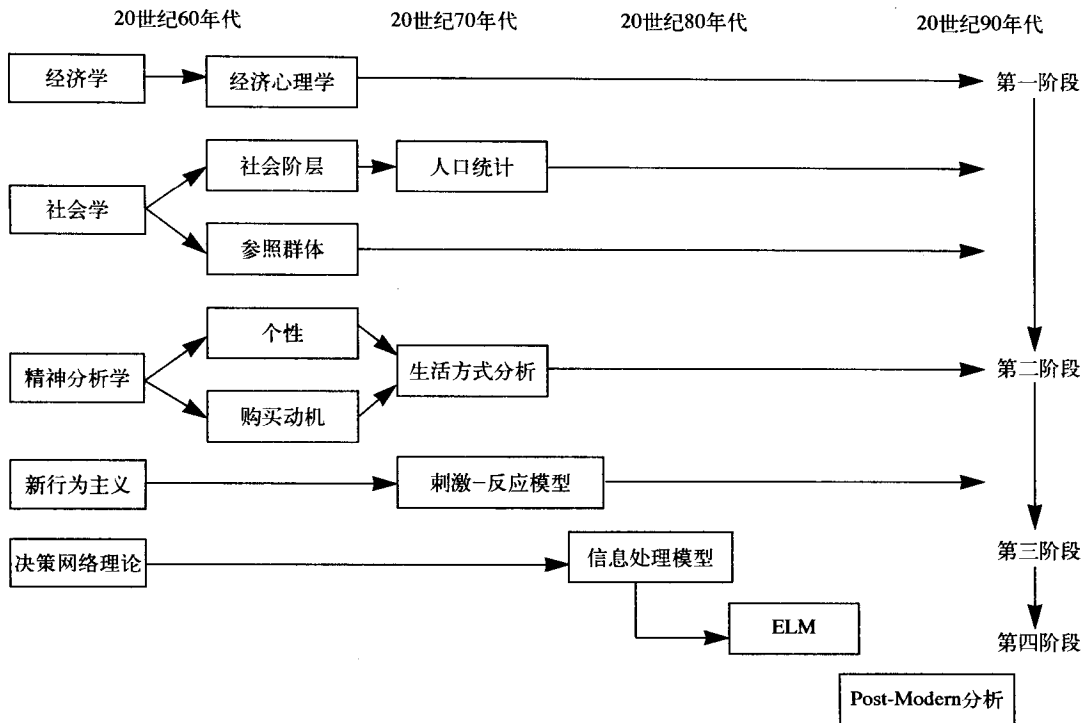 20世纪60年代
20世纪70年代
20世纪80年代
20世纪90年代
经济学
经济心理学
第一阶段
社会阶层
人口统计
社会学
参照群体
个性
精神分析学
生活方式分析
第二阶段
购买动机
新行为主义
刺激-反应模型
决策网络理论
信息处理模型
第三阶段
ELM
第四阶段
Post-Modern分析